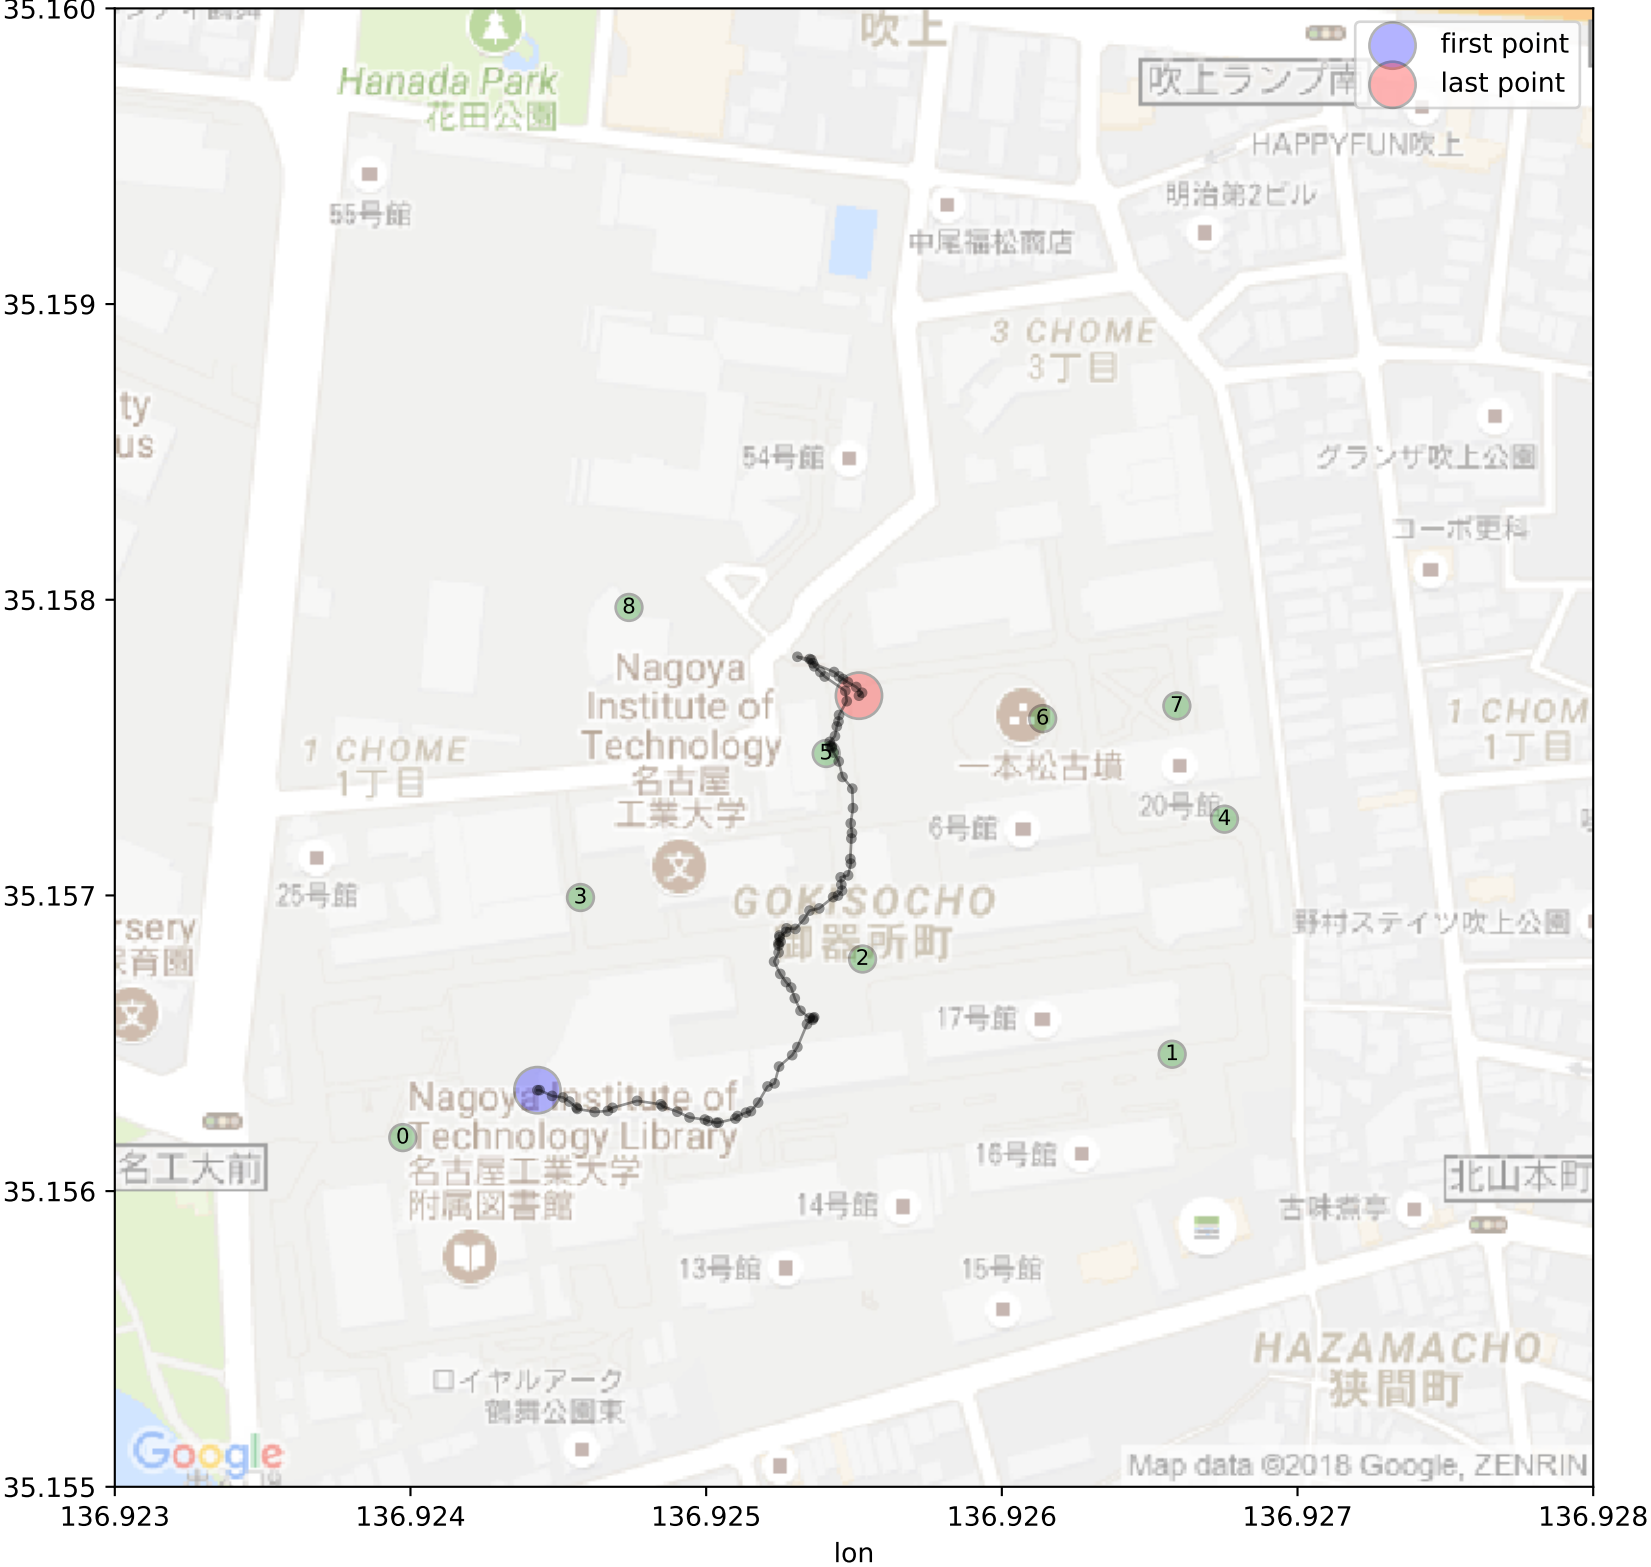 35.160
吹上
first point
last point
Hanada Park
花田公園
吹上ランプ南
HAPPYFUN吹上
55号館
明治第2ビル
中尾福松商店
35.159
3 CHOME
3丁目
ty
us
54号館
グランザ吹上公園
コーポ更科
35.158
8
Nagoya
Institute of
Technology
名古屋
工業大学
7
6
5
1 CHOME
1丁目
一本松古墳
1 CHOM
1丁目
20号館
4
6号館
25号館
35.157
3
GOKISOCHO
御器所町
野村ステイツ吹上公園
rsery
保育園
2
17号館
1
Nagoya Institute of
Technology Library
名古屋工業大学
附属図書館
0
名工大前
16号館
北山本町
35.156
14号館
古味煮亭
13号館
15号館
HAZAMACHO
狭間町
ロイヤルアーク
鶴舞公園東
Google
Map data ©2018 Google, ZENRIN
35.155
136.923
136.924
136.925
136.926
136.927
136.928
lon